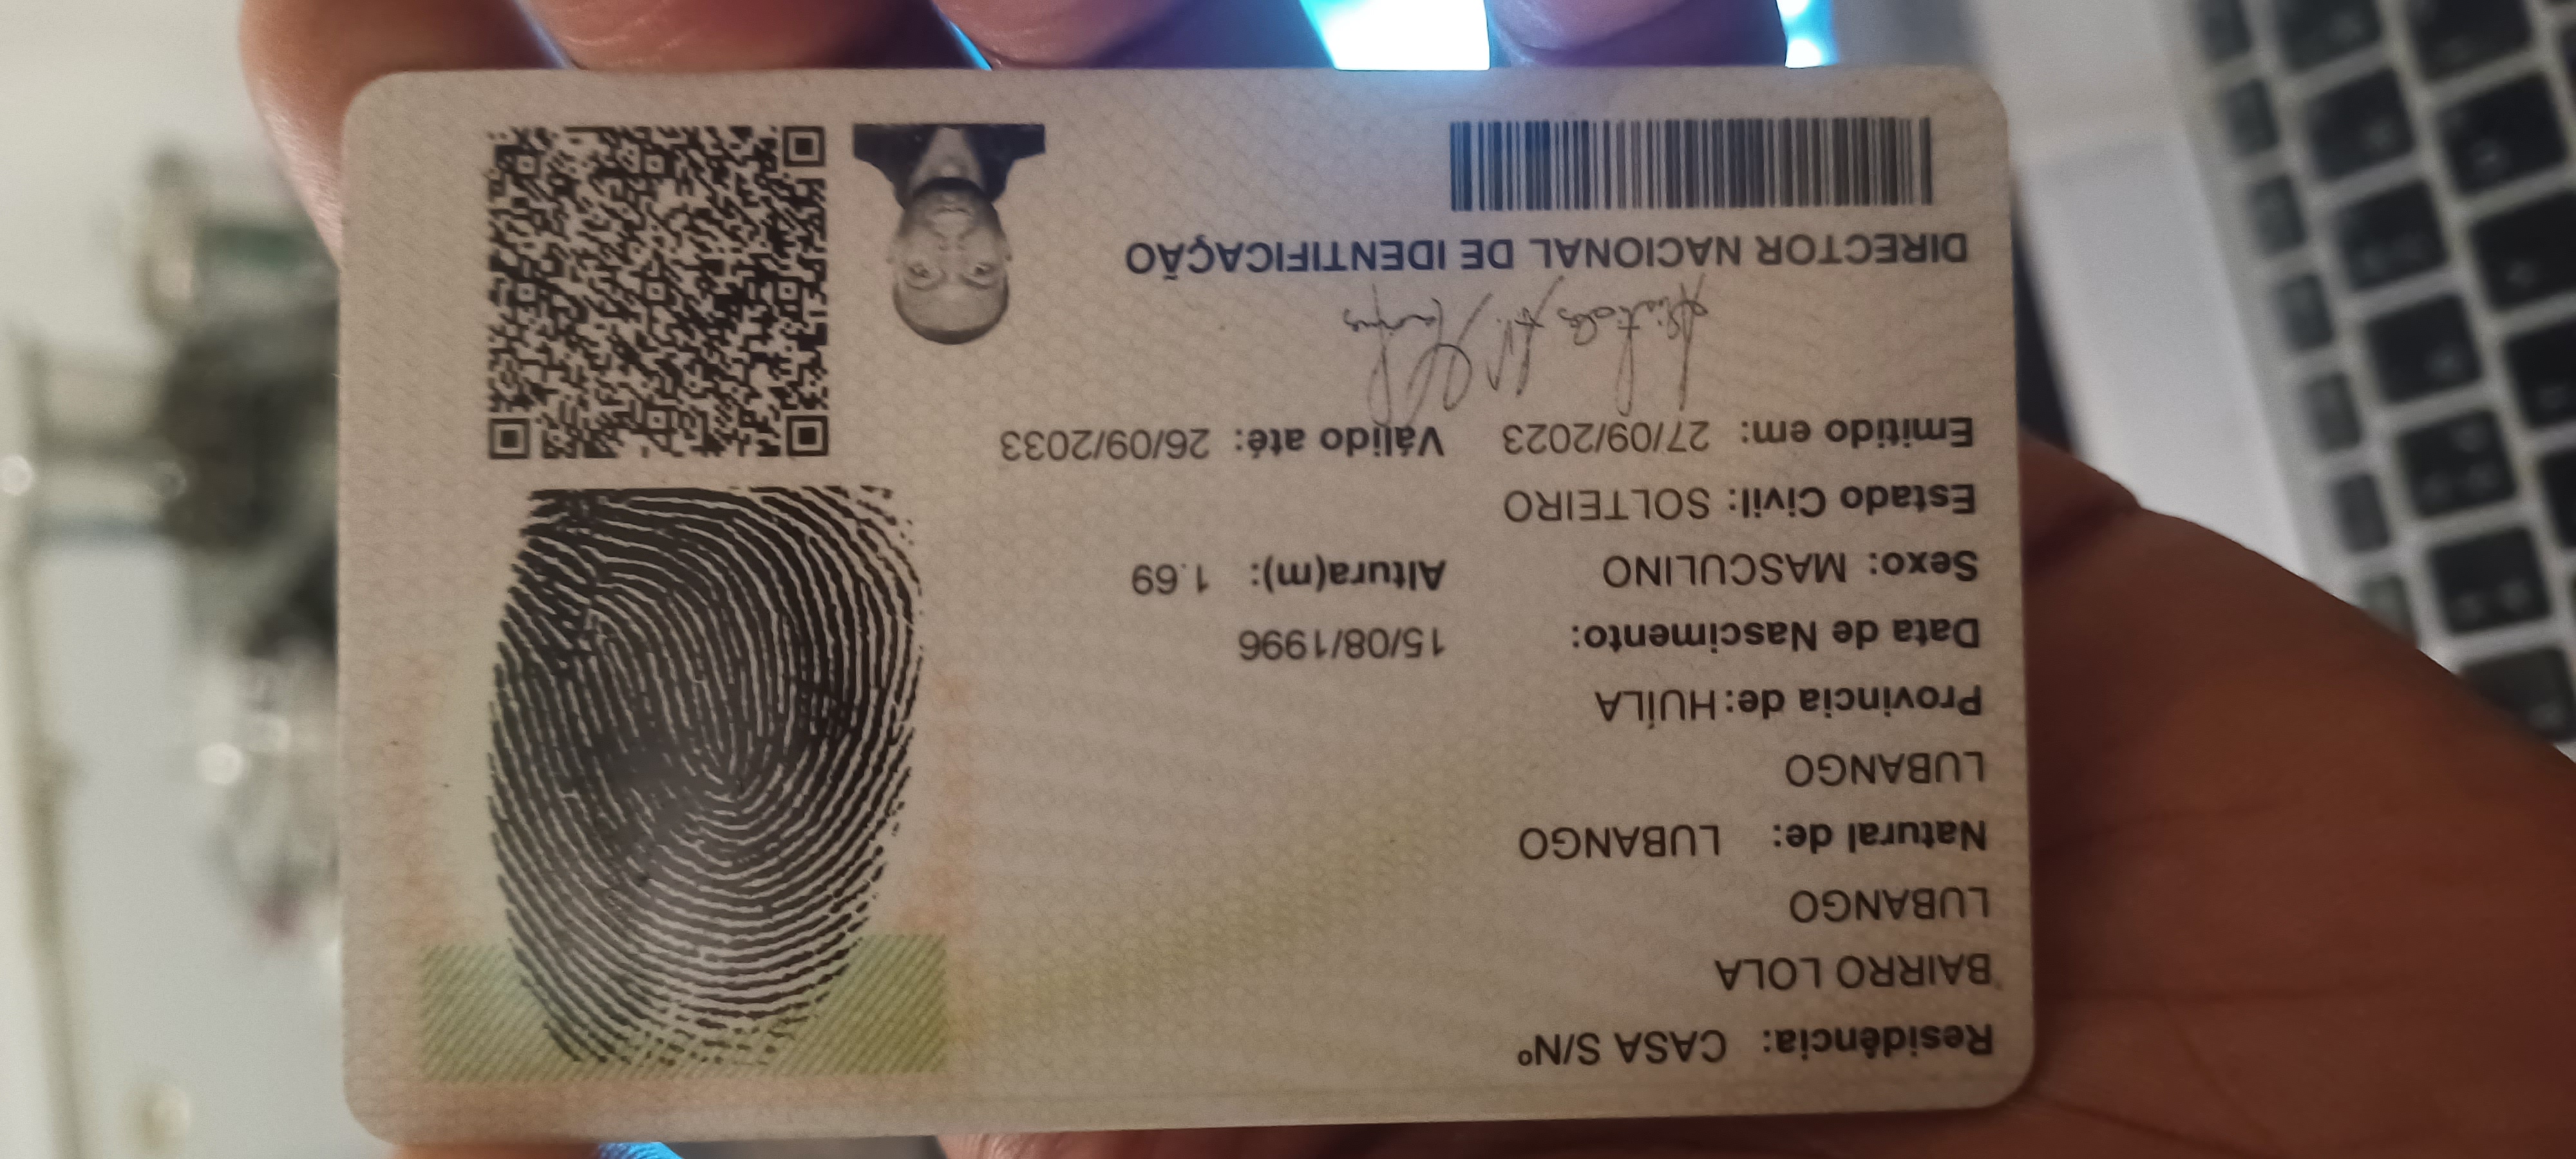 Residência: CASA S/Nº
BAIRRO LOLA
LUBANGO
Natural de: LUBANGO
LUBANGO
Província de: HUÍLA
Data de Nascimento: 15/08/1996
Sexo: MASCULINO Altura(m): 1.69
Estado Civil: SOLTEIRO
Emitido em: 27/09/2023 Válido até: 26/09/2033
DIRECTOR NACIONAL DE IDENTIFICAÇÃO